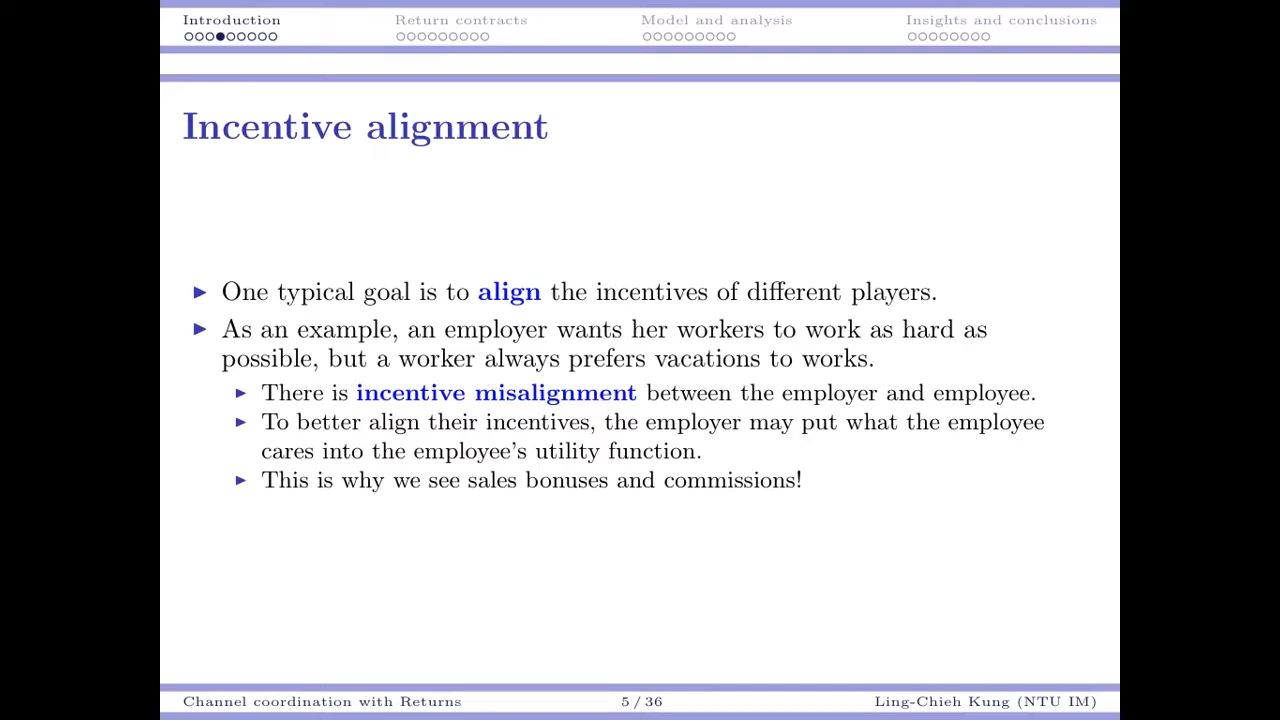 Introduction
Return contracts
Model and analysis
Insights and conclusions
Incentive alignment
One typical goal is to align the incentives of different players.
As an example, an employer wants her workers to work as hard as
possible, but a worker always prefers vacations to works.
There is incentive misalignment between the employer and employee.
To better align their incentives, the employer may put what the employee
cares into the employee's utility function.
This is why we see sales bonuses and commissions!
Channel coordination with Returns
5 / 36
Ling-Chieh Kung (NTU IM)